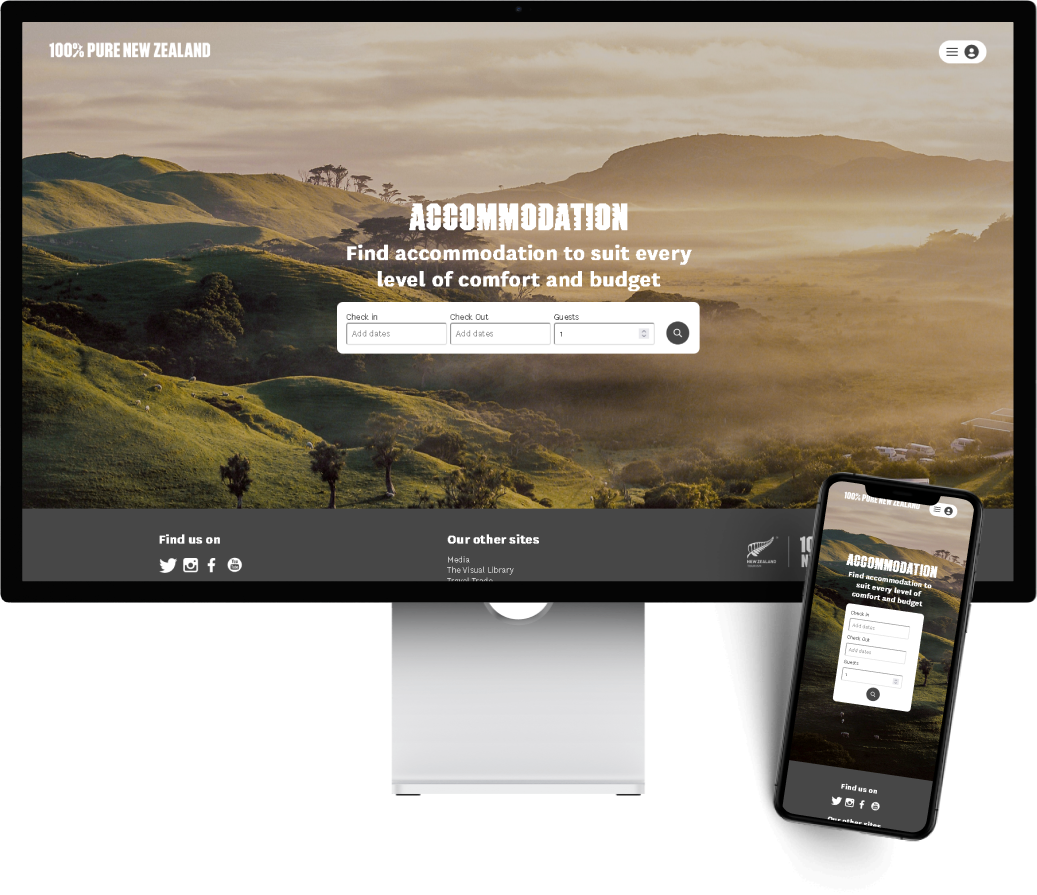 100% PURE NEW ZEALAND
ACCOMMODATION
Find accommodation to suit every
level of comfort and budget
Check in
Check Out
Guests
Add dates
Add dates
1
Find us on
Our other sites
Media
The Visual Library
Travel Trade
You
Tube
NEW ZEALAND
10
N
100% PURE NEW ZEALAND
ACCOMMODATION
Find accommodation to
suit every level of
comfort and budget
Check in
Add dates
Check Out
Add dates
Guests
1
Find us on
Our other sites